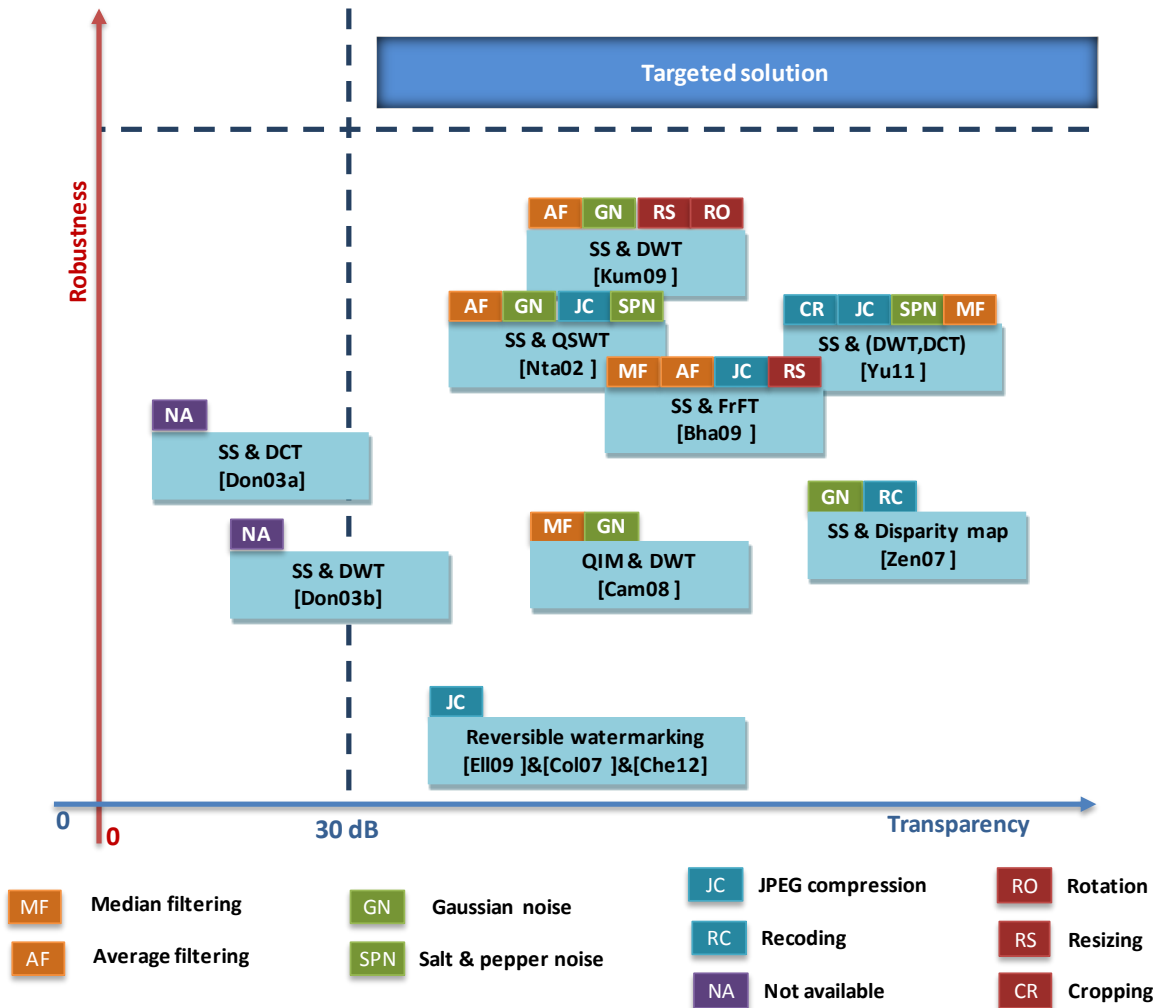 Targeted solution
Robustness
AF GN RS RO
SS & DWT
[Kum09 ]
AF GN JC SPN
SS & QSWT
[Nta02 ]
CR JC SPN MF
SS & (DWT,DCT)
[Yu11 ]
MF AF JC RS
SS & FrFT
[Bha09 ]
NA
SS & DCT
[Don03a]
GN RC
SS & Disparity map
[Zen07 ]
NA
SS & DWT
[Don03b]
MF GN
QIM & DWT
[Cam08 ]
JC
Reversible watermarking
[Ell09 ]&[Col07 ]&[Che12]
0
0
30 dB
Transparency
MF Median filtering
GN Gaussian noise
JC JPEG compression
RO Rotation
AF Average filtering
SPN Salt & pepper noise
RC Recoding
RS Resizing
NA Not available
CR Cropping